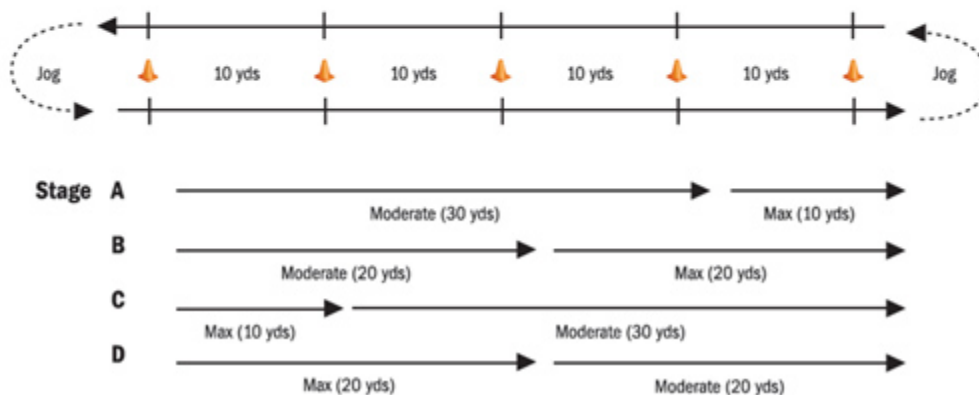 Jog 10 yds 10 yds 10 yds 10 yds Jog
Stage A
Moderate (30 yds) Max (10 yds)
B
Moderate (20 yds) Max (20 yds)
C
Max (10 yds) Moderate (30 yds)
D
Max (20 yds) Moderate (20 yds)